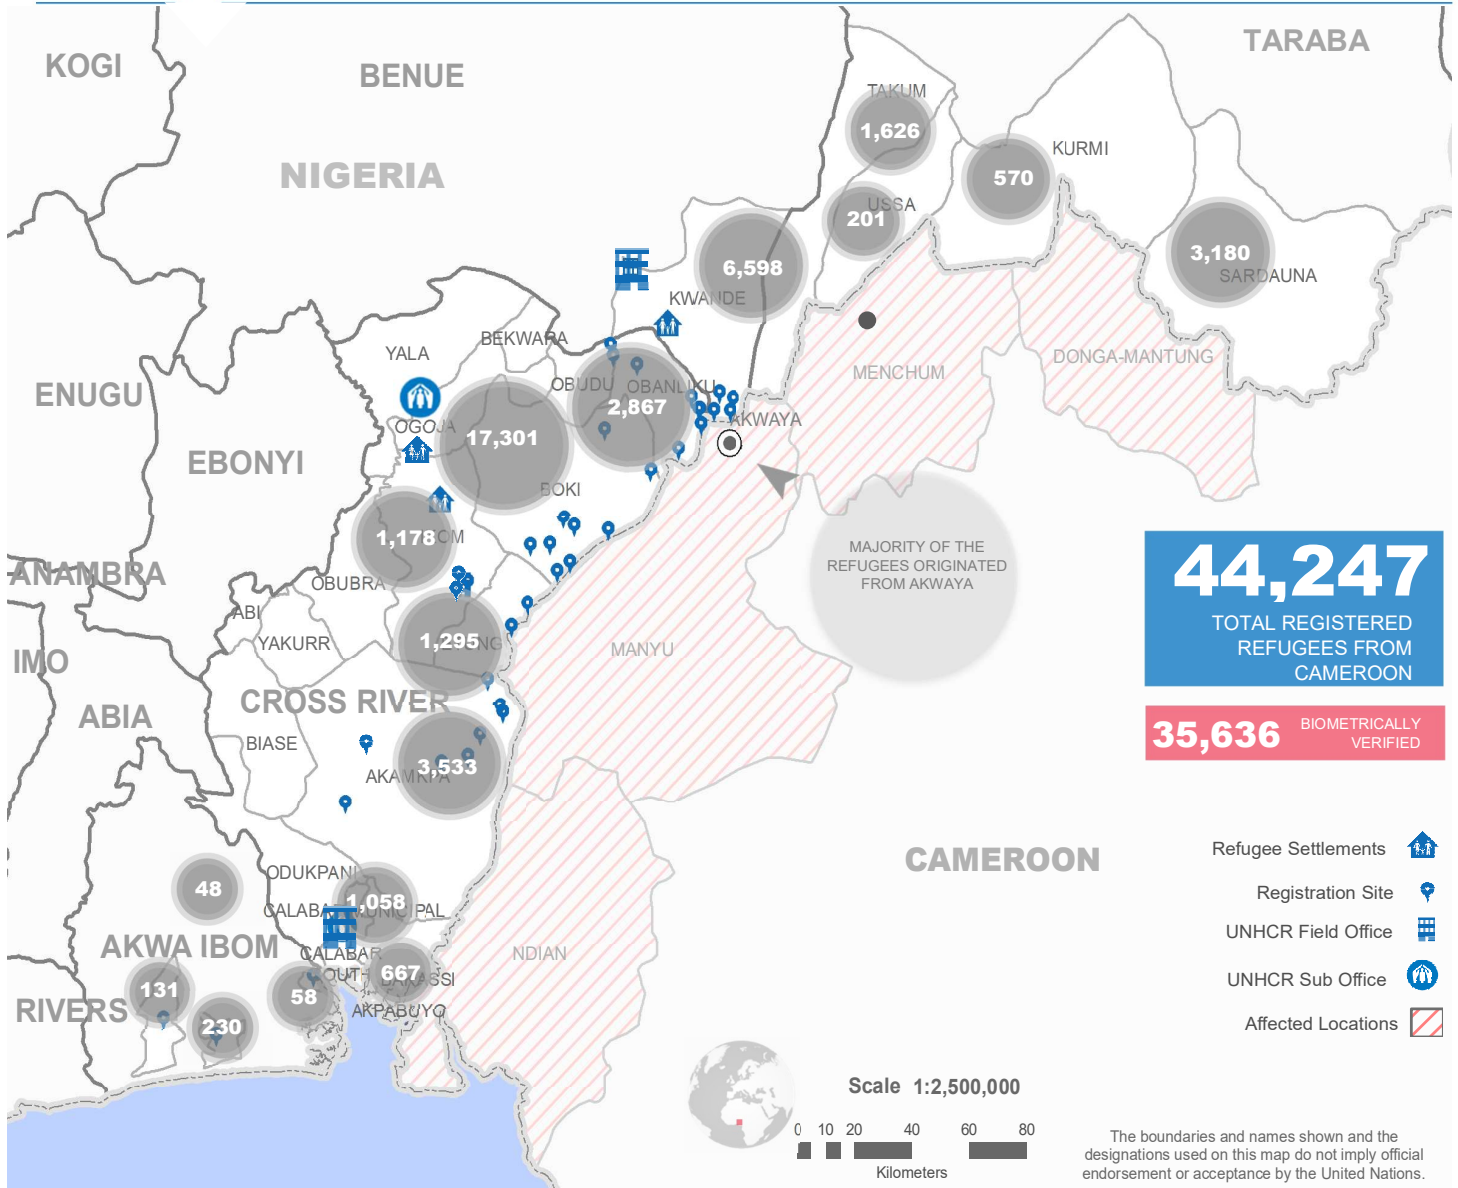 KOGI
BENUE
TARABA
NIGERIA
TAKUM
1,626
KURMI
570
USSA
201
3,180
SARDAUNA
6,598
KWANDE
BEKWARA
YALA
OBUDU
OBANLIKU
2,867
DONGA-MANTUNG
MENCHUM
ENUGU
OGOJA
17,301
AKWAYA
EBONYI
BOKI
1,178
MAJORITY OF THE
REFUGEES ORIGINATED
FROM AKWAYA
44,247
TOTAL REGISTERED
REFUGEES FROM
CAMEROON
35,636
BIOMETRICALLY
VERIFIED
ANAMBRA
OBUBRA
ABI
YAKURR
1,295
MANYU
IMO
ABIA
CROSS RIVER
BIASE
AKAMKPA
3,533
CAMEROON
ODUKPANI
48
1,058
CALABAR MUNICIPAL
AKWA IBOM
CALABAR
SOUTH
667
BAKASSI
NDIAN
131
58
AKPABUYO
RIVERS
230
Refugee Settlements
Registration Site
UNHCR Field Office
UNHCR Sub Office
Affected Locations
Scale 1:2,500,000
0 10 20 40 60 80
Kilometers
The boundaries and names shown and the
designations used on this map do not imply official
endorsement or acceptance by the United Nations.